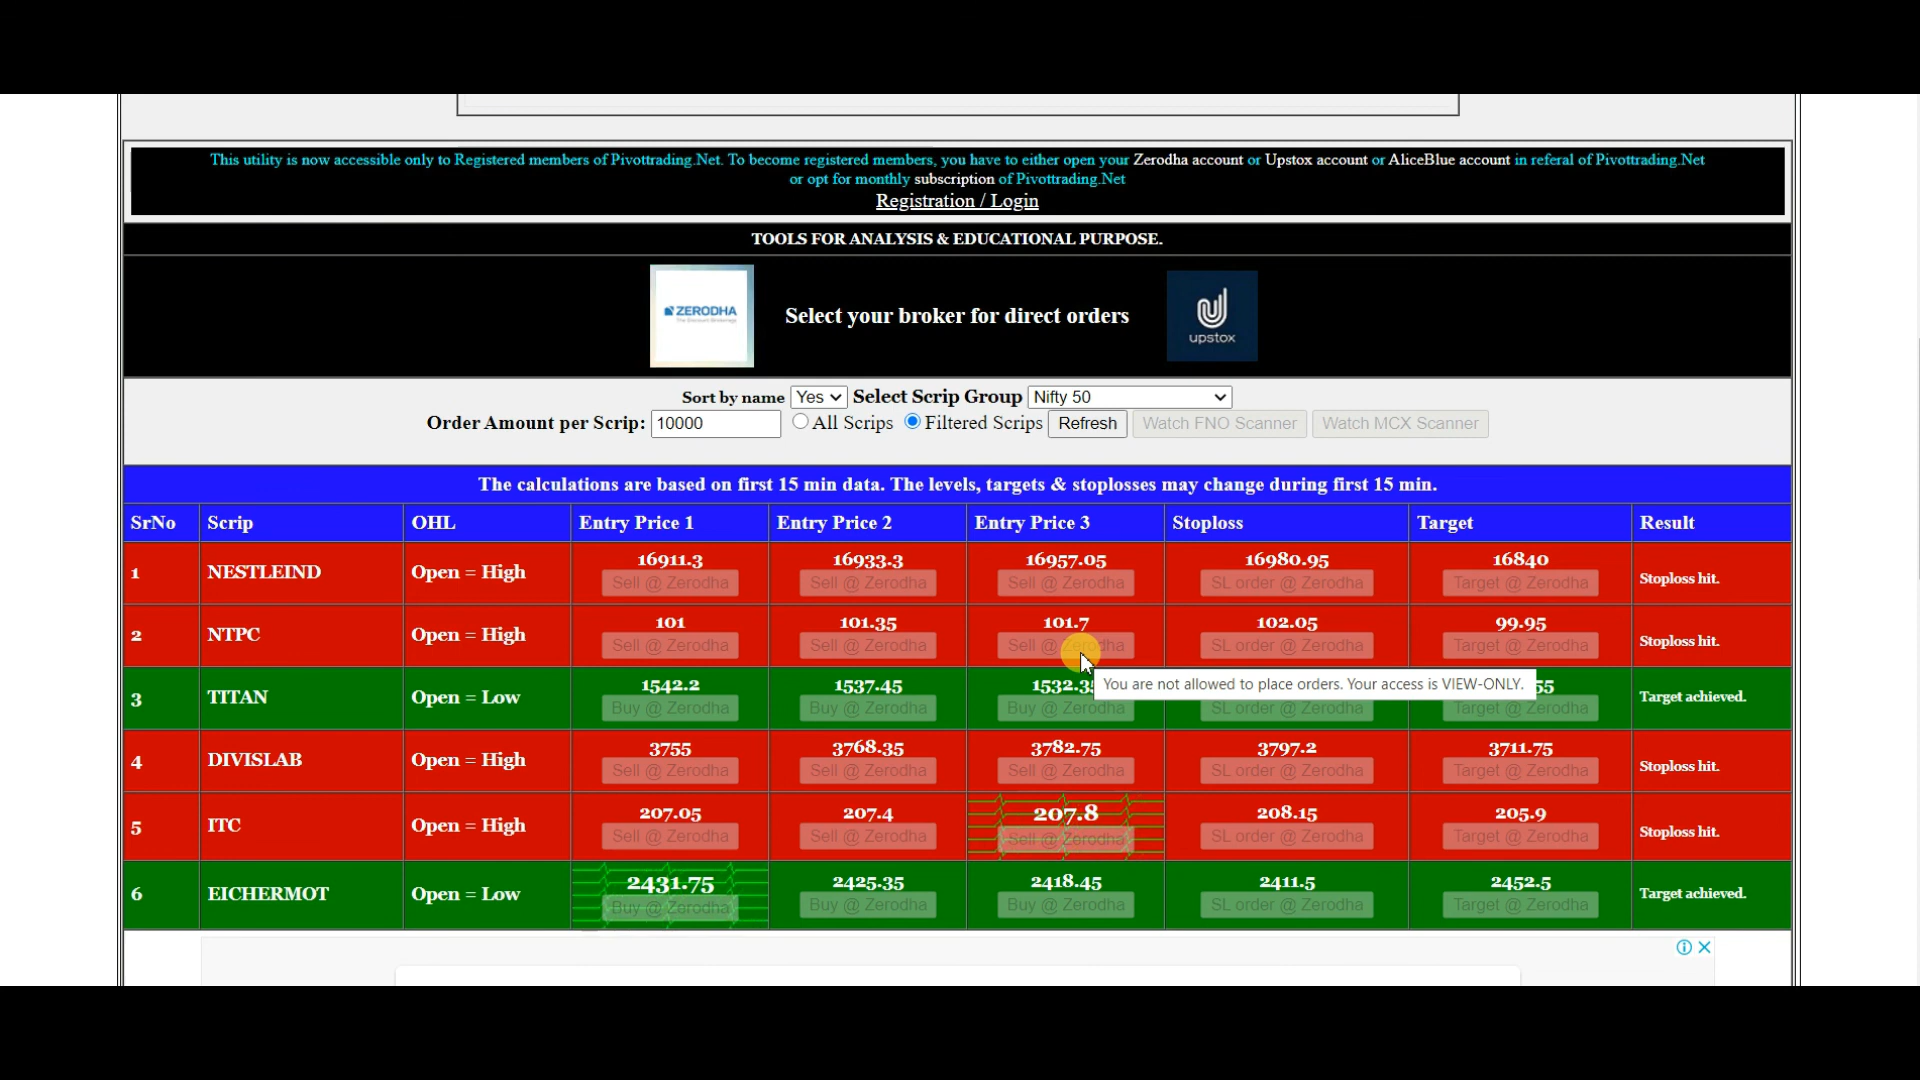 This utility is now accessible only to Registered members of Pivottrading.Net. To become registered members, you have to either open your Zerodha account or Upstox account or AliceBlue account in referal of Pivottrading.Net
or opt for monthly subscription of Pivottrading.Net
Registration / Login
TOOLS FOR ANALYSIS & EDUCATIONAL PURPOSE.
ZERODHA Select your broker for direct orders upstox
Sort by name Yes Select Scrip Group Nifty 50
Order Amount per Scrip: 10000 All Scrips Filtered Scrips Refresh Watch FNO Scanner Watch MCX Scanner
The calculations are based on first 15 min data. The levels, targets & stoplosses may change during first 15 min.
SrNo Scrip OHL Entry Price 1 Entry Price 2 Entry Price 3 Stoploss Target Result
1 NESTLEIND Open = High 16911.3 16933.3 16957.05 16980.95 16840 Stoploss hit.
Sell @ Zerodha Sell @ Zerodha Sell @ Zerodha SL order @ Zerodha Target @ Zerodha
2 NTPC Open = High 101 101.35 101.7 102.05 99.95 Stoploss hit.
Sell @ Zerodha Sell @ Zerodha Sell @ Zerodha SL order @ Zerodha Target @ Zerodha
You are not allowed to place orders. Your access is VIEW-ONLY.
3 TITAN Open = Low 1542.2 1537.45 1532.3 55 Target achieved.
Buy @ Zerodha Buy @ Zerodha Buy @ Zerodha SL order @ Zerodha Target @ Zerodha
4 DIVISLAB Open = High 3755 3768.35 3782.75 3797.2 3711.75 Stoploss hit.
Sell @ Zerodha Sell @ Zerodha Sell @ Zerodha SL order @ Zerodha Target @ Zerodha
5 ITC Open = High 207.05 207.4 207.8 208.15 205.9 Stoploss hit.
Sell @ Zerodha Sell @ Zerodha Sell @ Zerodha SL order @ Zerodha Target @ Zerodha
6 EICHERMOT Open = Low 2431.75 2425.35 2418.45 2411.5 2452.5 Target achieved.
Buy @ Zerodha Buy @ Zerodha Buy @ Zerodha SL order @ Zerodha Target @ Zerodha